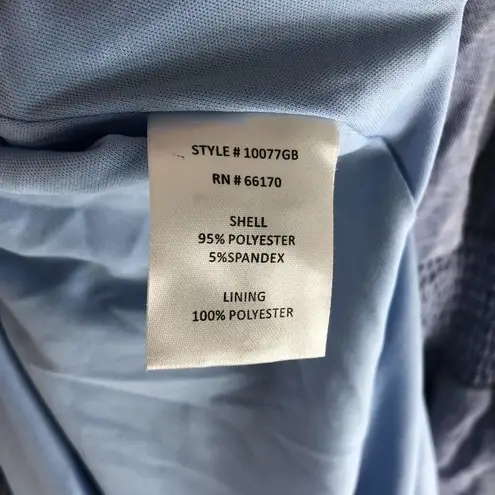 STYLE # 10077GB
RN # 66170
SHELL
95% POLYESTER
5%SPANDEX
LINING
100% POLYESTER